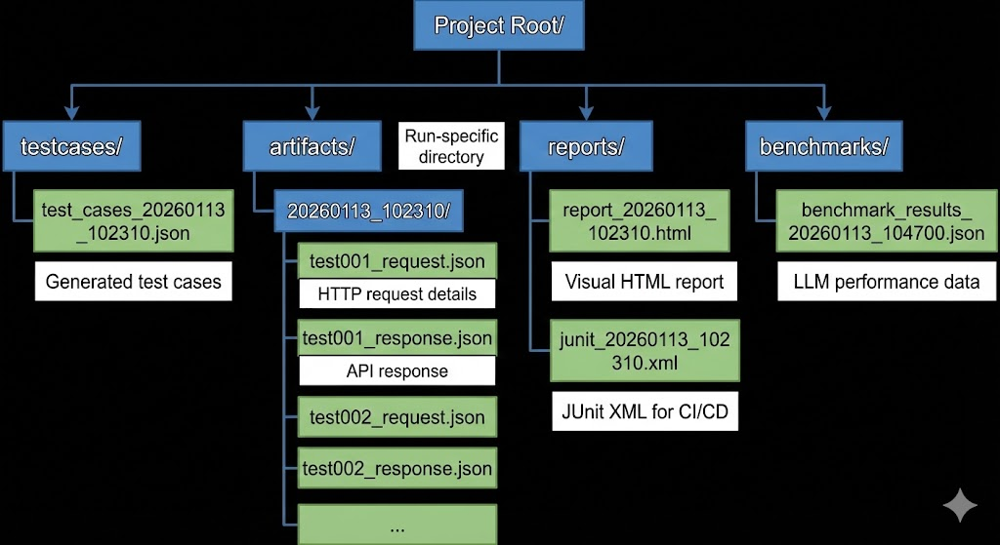 Project Root/
testcases/
artifacts/
Run-specific
directory
reports/
benchmarks/
test_cases_20260113
_102310.json
Generated test cases
20260113_102310/
test001_request.json
HTTP request details
test001_response.json
API response
test002_request.json
test002_response.json
...
report_20260113_
102310.html
Visual HTML report
junit_20260113_102
310.xml
JUnit XML for CI/CD
benchmark_results_
20260113_104700.json
LLM performance data